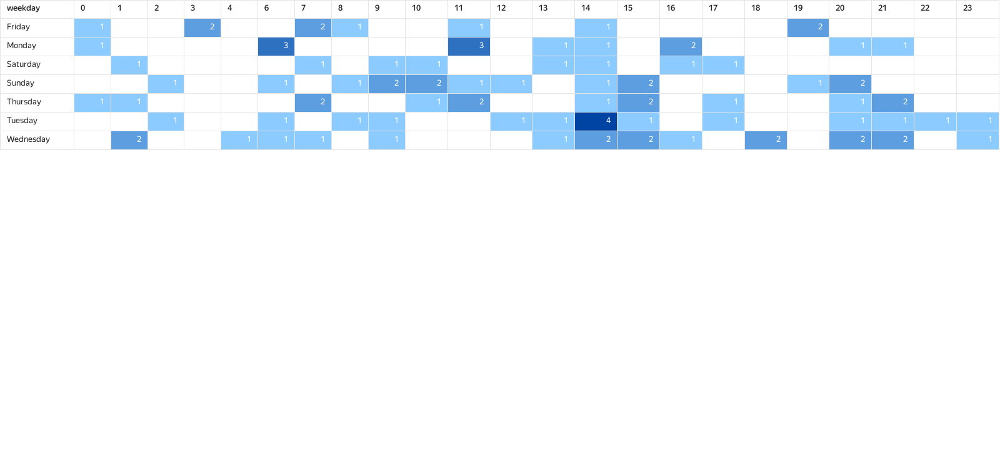 weekday 0 1 2 3 4 6 7 8 9 10 11 12 13 14 15 16 17 18 19 20 21 22 23
Friday 1 2 2 1 1 1 2
Monday 1 3 3 1 1 2 1 1
Saturday 1 1 1 1 1 1 1 1
Sunday 1 1 1 2 2 1 1 1 2 1 2
Thursday 1 1 2 1 2 1 2 1 1 2
Tuesday 1 1 1 1 1 1 4 1 1 1 1 1 1
Wednesday 2 1 1 1 1 1 2 2 1 2 2 2 1